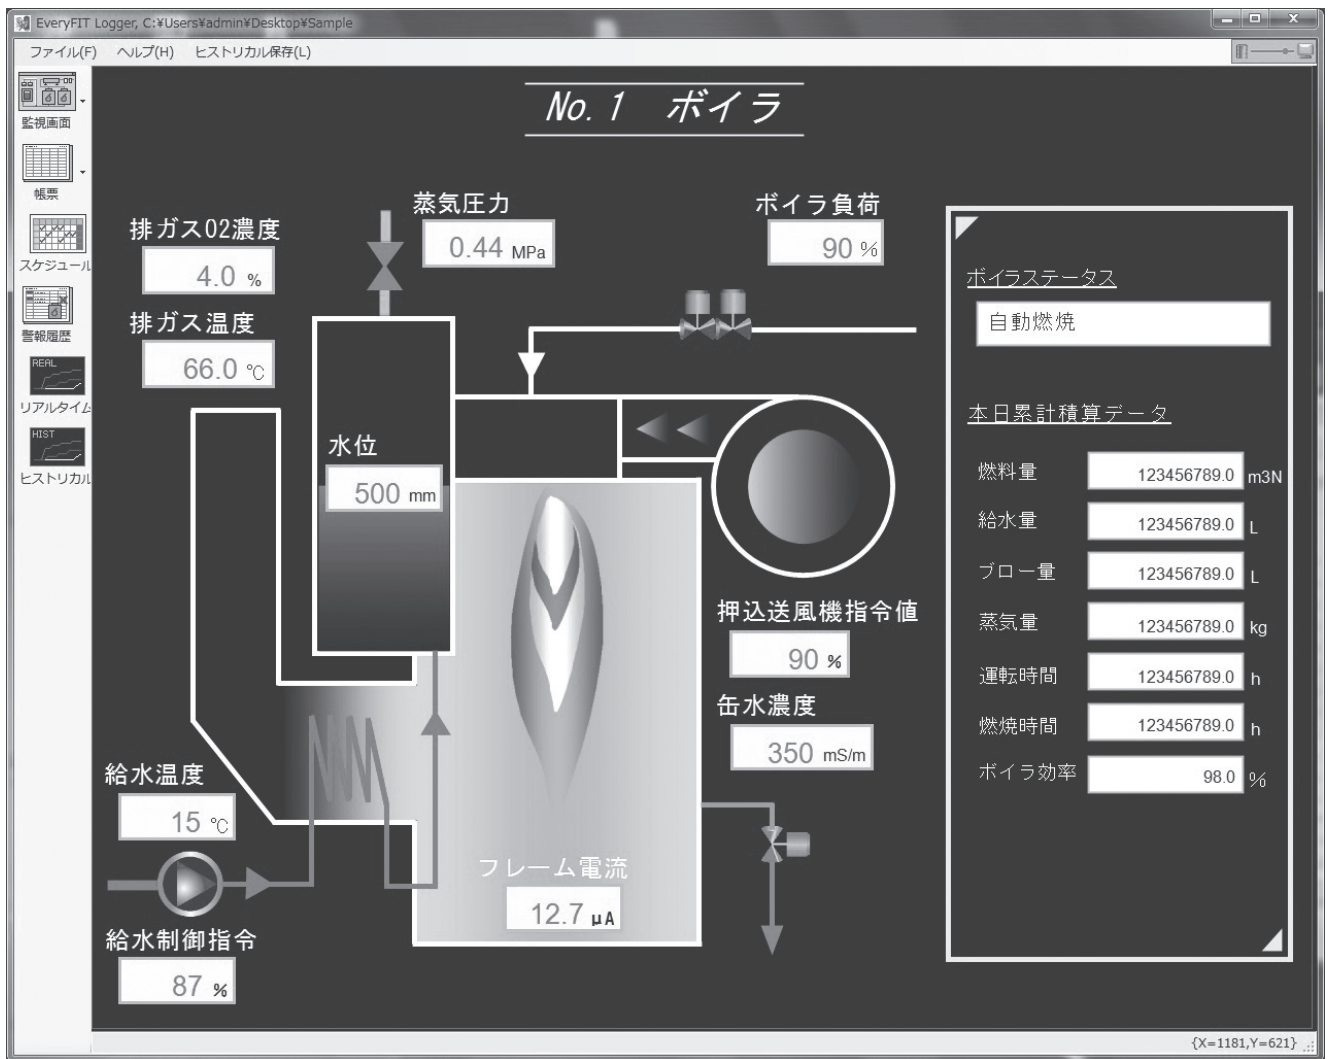 EveryFIT Logger, C:¥Users¥admin¥Desktop¥Sample
ファイル(F) ヘルプ(H) ヒストリカル保存(L)
監視画面
帳票
スケジュール
警報履歴
REAL
リアルタイム
HIST
ヒストリカル
No.1 ボイラ
排ガスO2濃度
4.0 %
排ガス温度
66.0 ℃
蒸気圧力
0.44 MPa
ボイラ負荷
90 %
水位
500 mm
押込送風機指令値
90 %
缶水濃度
350 mS/m
給水温度
15 ℃
給水制御指令
87 %
フレーム電流
12.7 μA
ボイラステータス
自動燃焼
本日累計積算データ
燃料量 123456789.0 m3N
給水量 123456789.0 L
ブロー量 123456789.0 L
蒸気量 123456789.0 kg
運転時間 123456789.0 h
燃焼時間 123456789.0 h
ボイラ効率 98.0 %
{X=1181,Y=621}